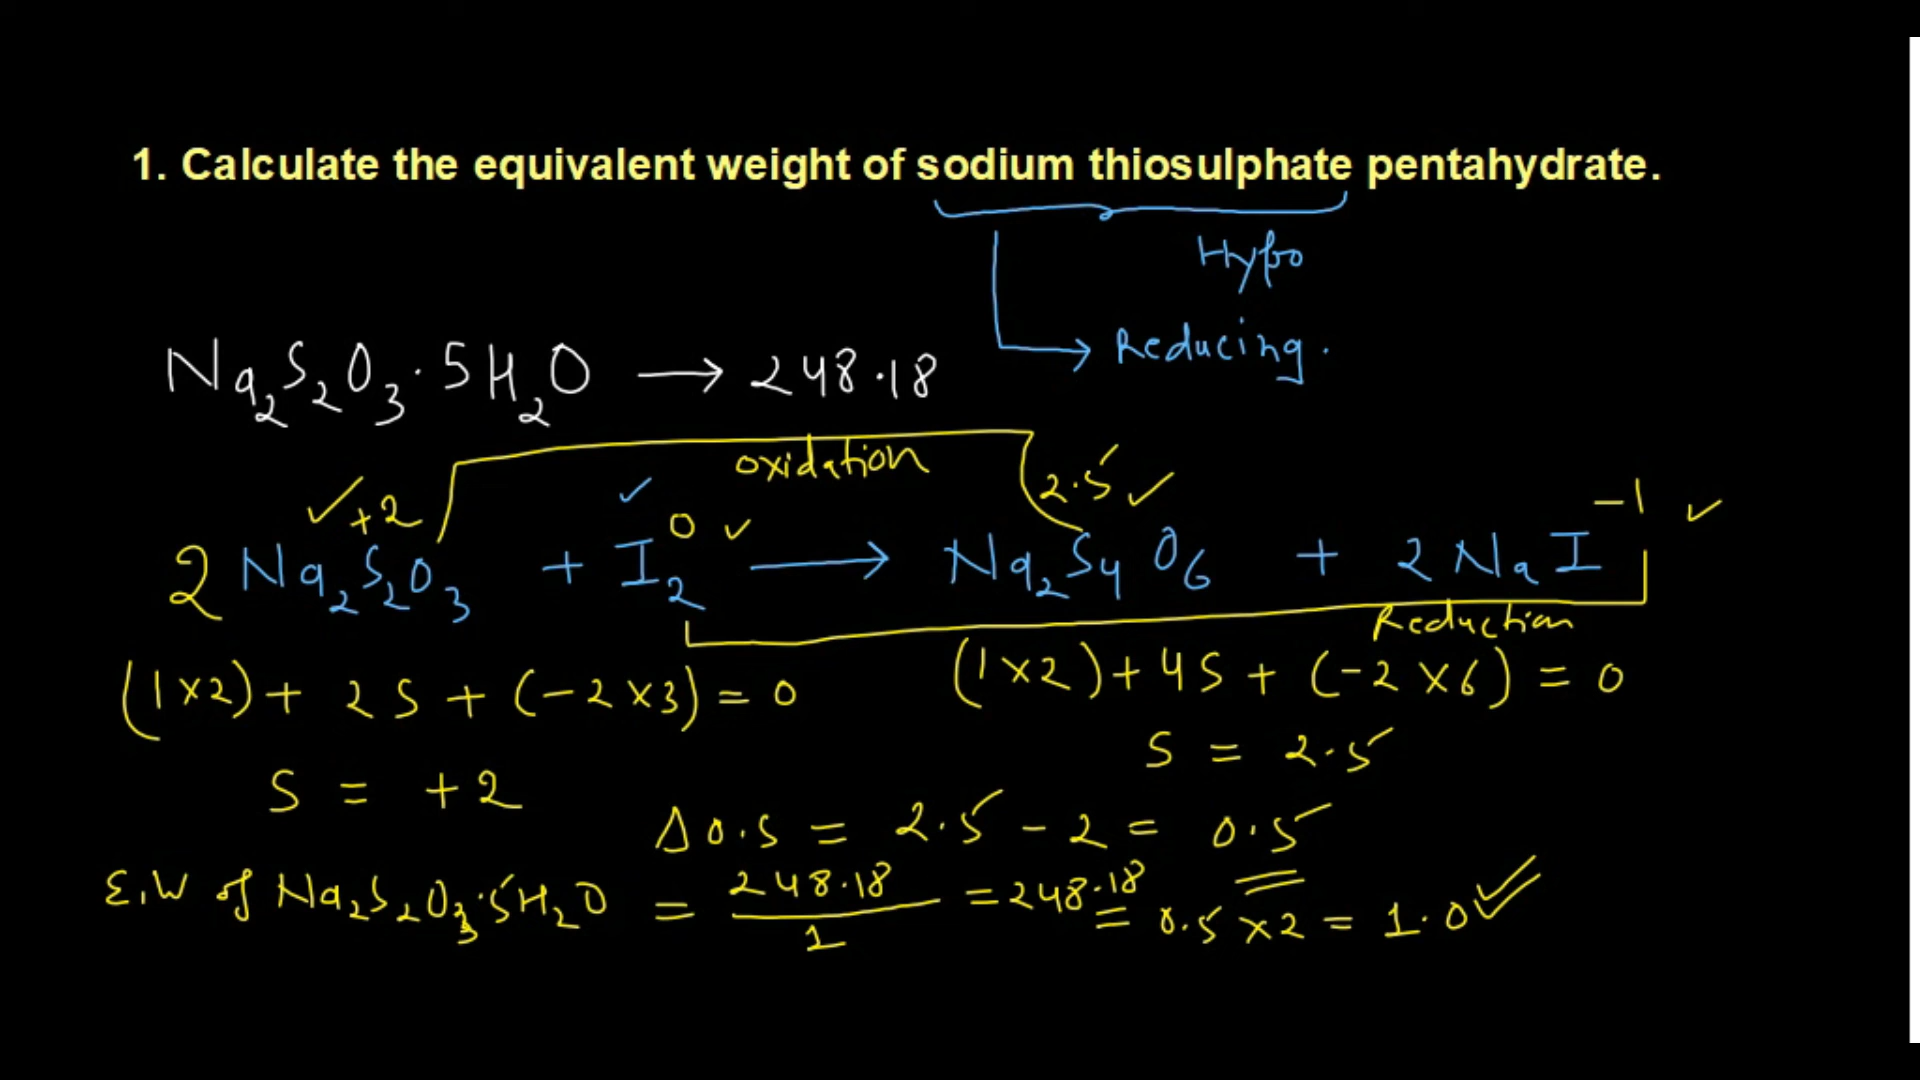 1. Calculate the equivalent weight of sodium thiosulphate pentahydrate.
Hypo
Reducing.
Na₂S₂O₃·5H₂O → 248.18
oxidation
+2 0 2.5 -1
2 Na₂S₂O₃ + I₂ → Na₂S₄O₆ + 2NaI
Reduction
(1×2) + 2S + (-2×3) = 0
(1×2) + 4S + (-2×6) = 0
S = 2.5
S = +2
Δ O.S = 2.5 - 2 = 0.5
E.W of Na₂S₂O₃·5H₂O = 248.18/1 = 248.18
= 0.5 × 2 = 1.0